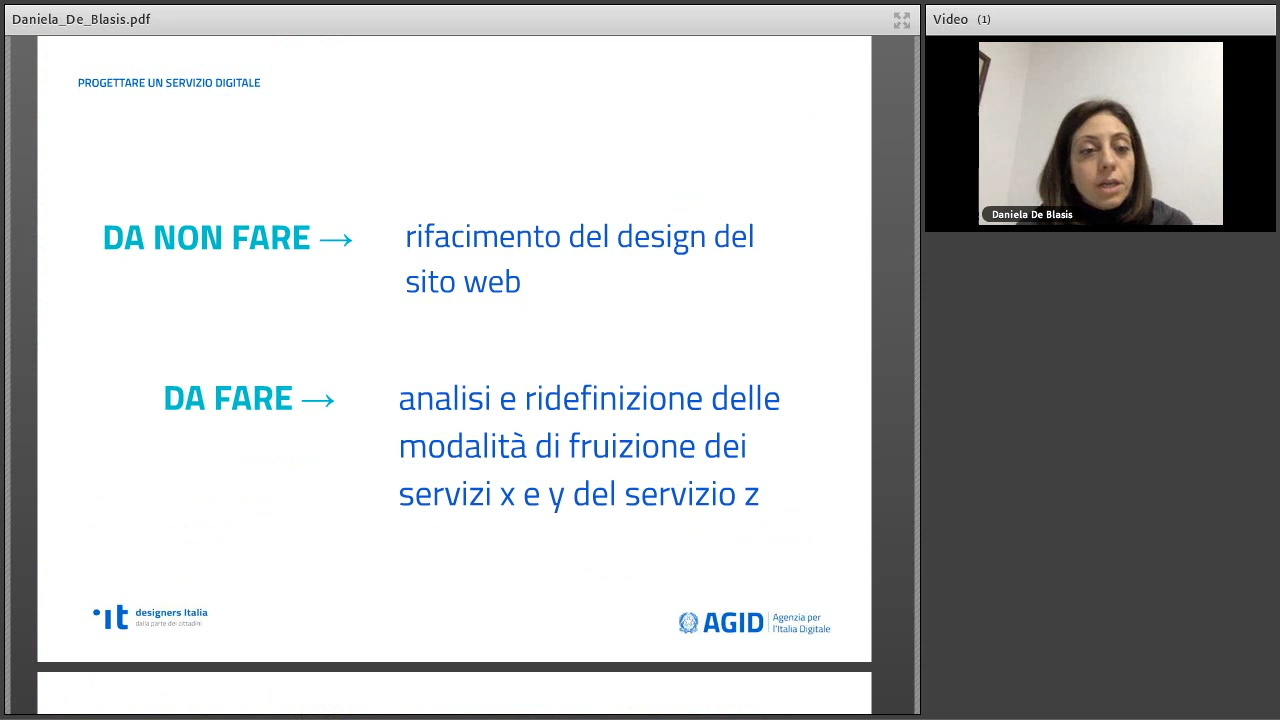 Daniela_De_Blasis.pdf
Video (1)
PROGETTARE UN SERVIZIO DIGITALE
DA NON FARE → rifacimento del design del
sito web
DA FARE → analisi e ridefinizione delle
modalità di fruizione dei
servizi x e y del servizio z
Daniela De Blasis
.it designers Italia
dalla parte dei cittadini
AGID Agenzia per
l'Italia Digitale